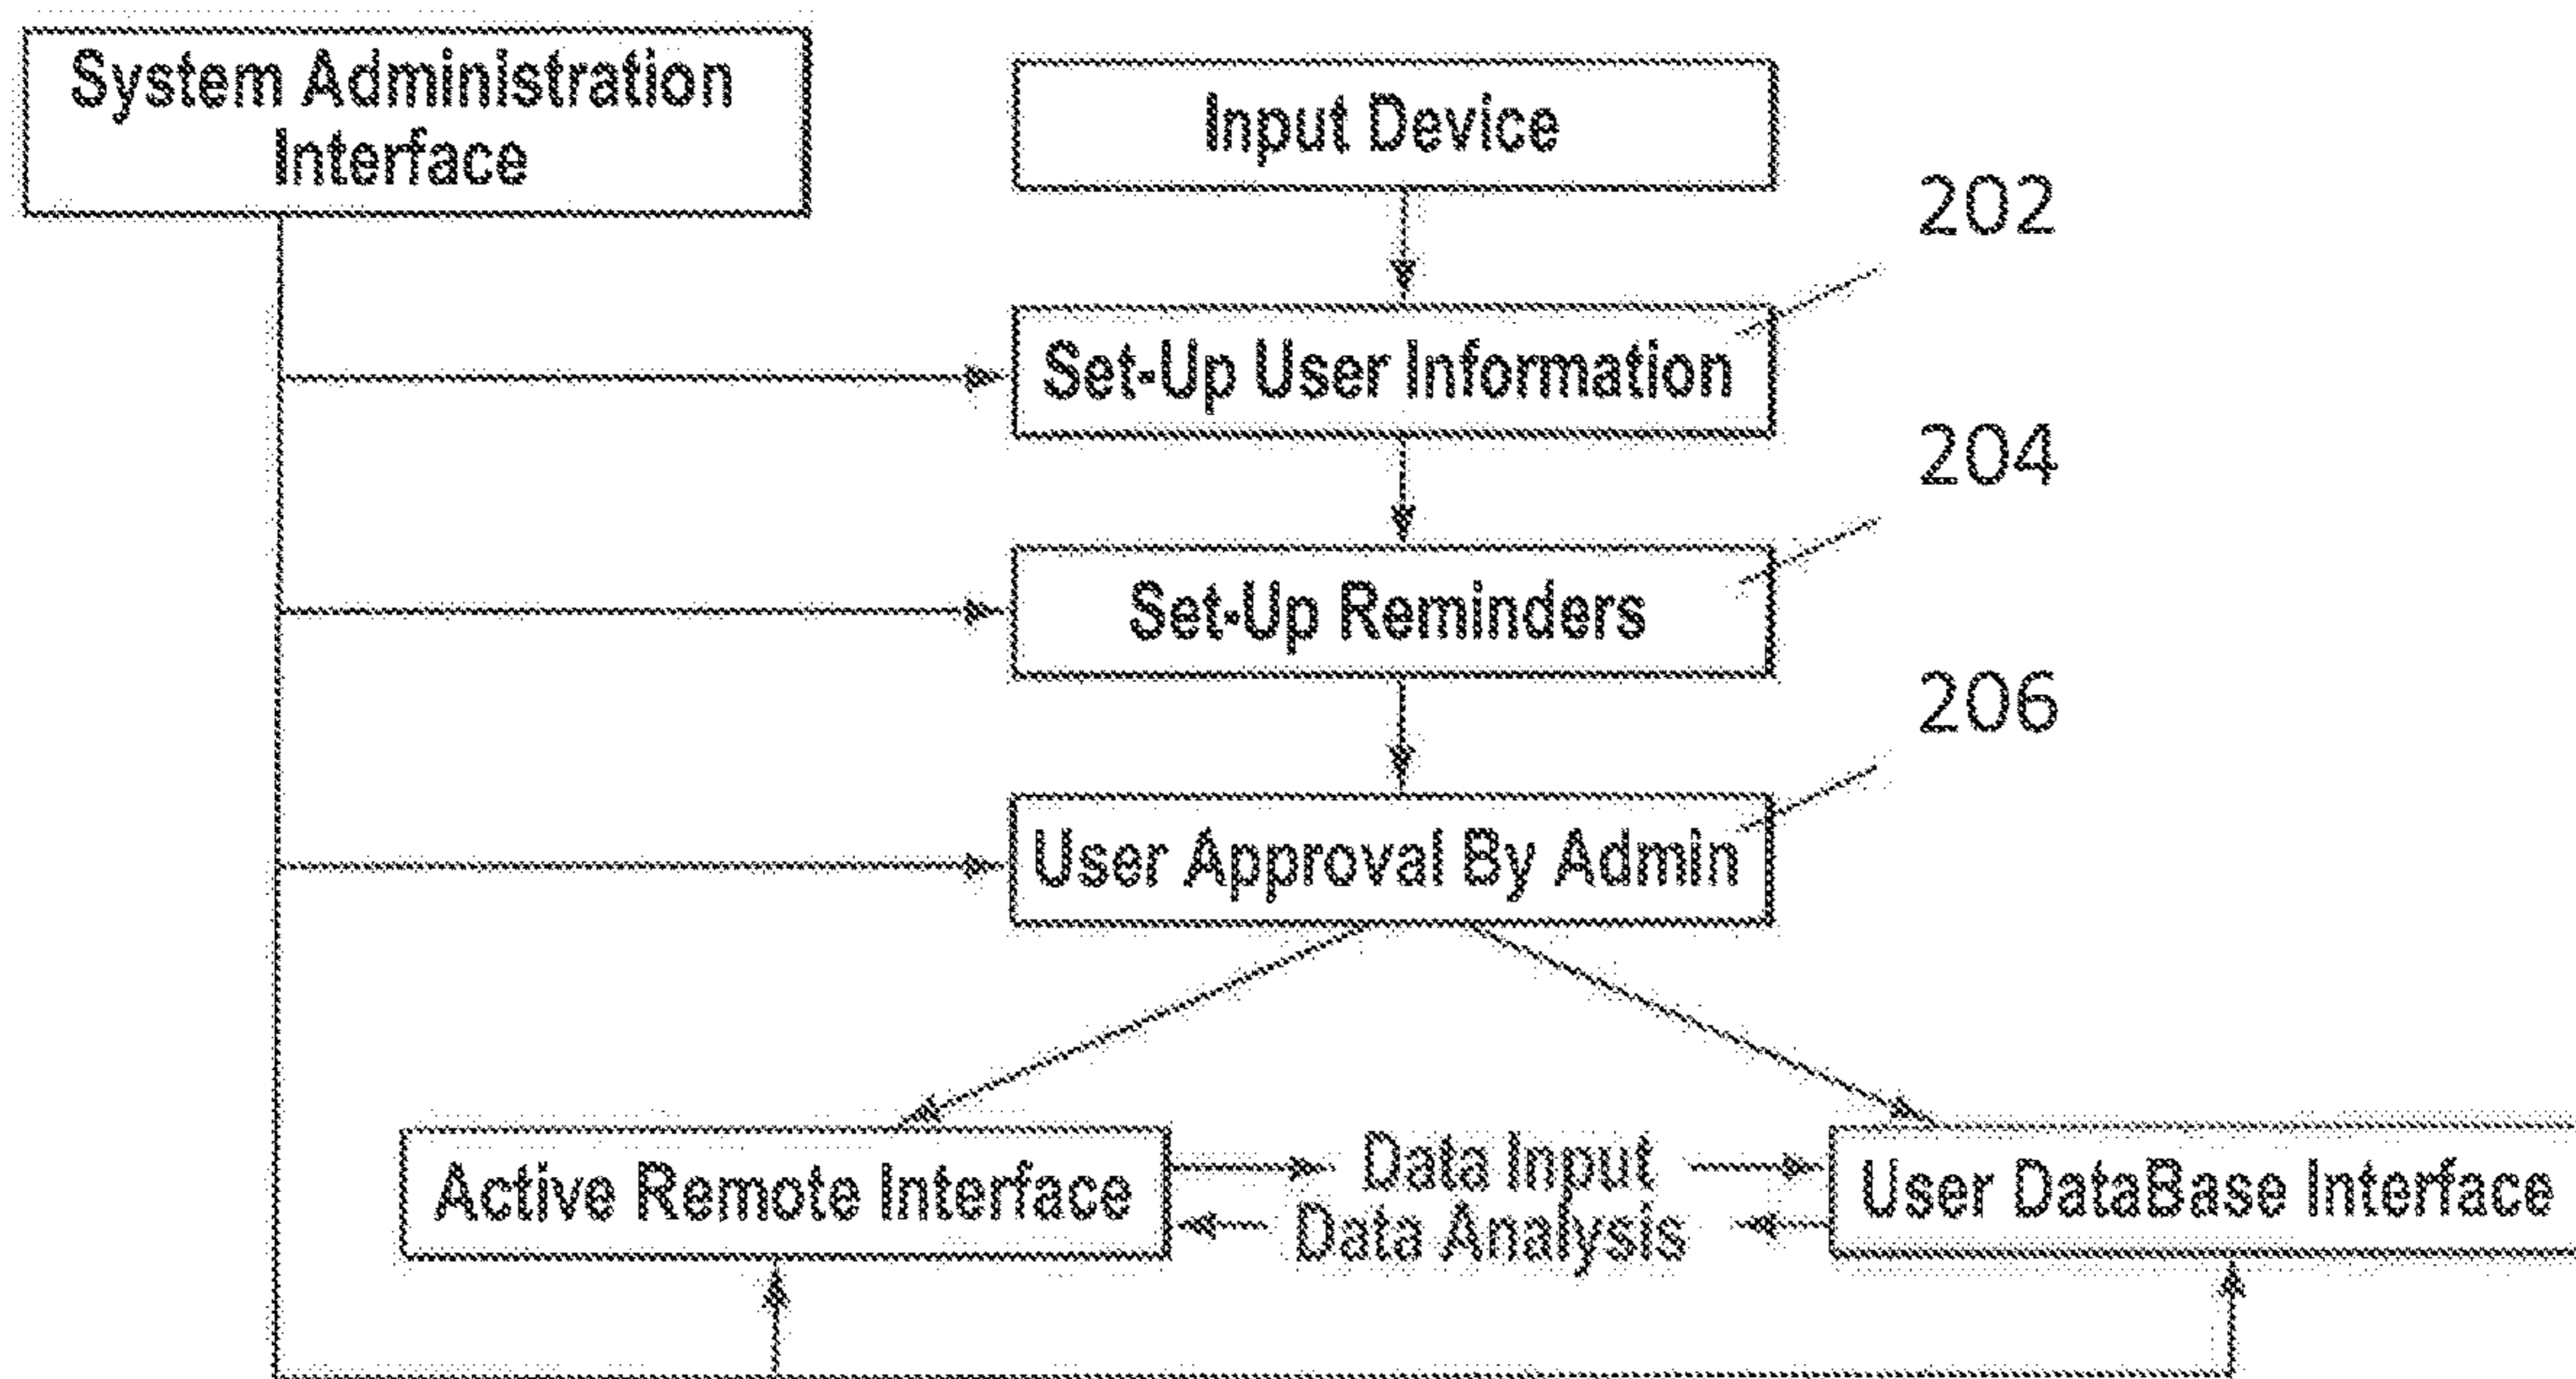 System Administration
Interface
Input Device
202
Set-Up User Information
204
Set-Up Reminders
206
User Approval By Admin
Active Remote Interface
Data Input
Data Analysis
User DataBase Interface